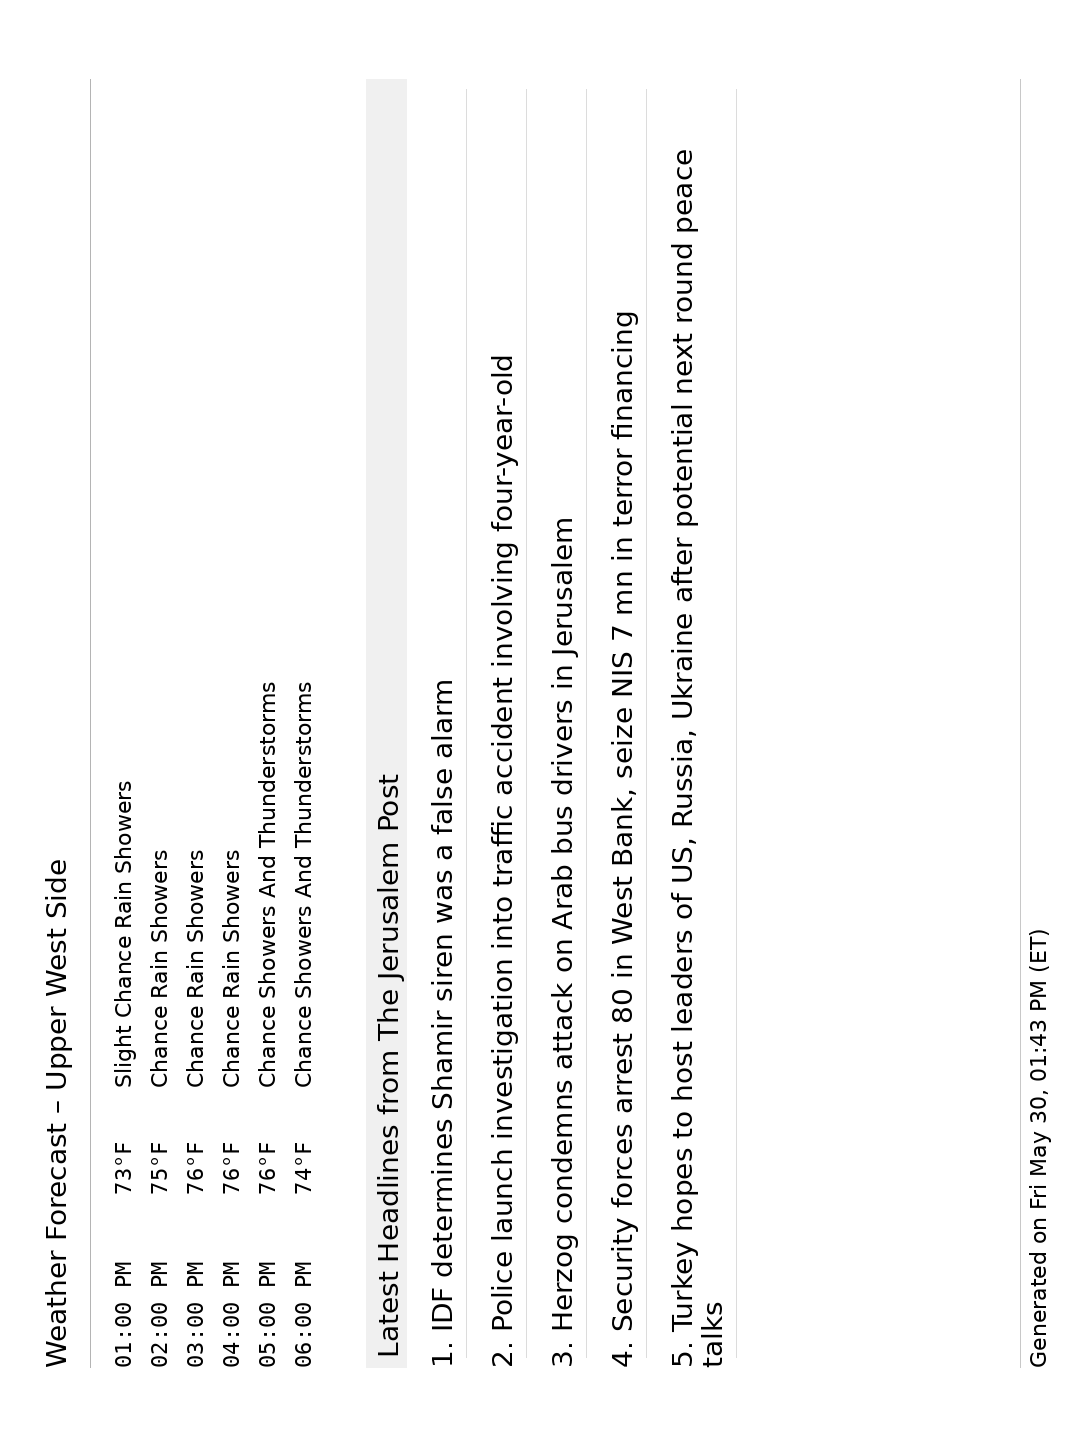 Weather Forecast – Upper West Side
01:00 PM 73°F Slight Chance Rain Showers
02:00 PM 75°F Chance Rain Showers
03:00 PM 76°F Chance Rain Showers
04:00 PM 76°F Chance Rain Showers
05:00 PM 76°F Chance Showers And Thunderstorms
06:00 PM 74°F Chance Showers And Thunderstorms
Latest Headlines from The Jerusalem Post
1. IDF determines Shamir siren was a false alarm
2. Police launch investigation into traffic accident involving four-year-old
3. Herzog condemns attack on Arab bus drivers in Jerusalem
4. Security forces arrest 80 in West Bank, seize NIS 7 mn in terror financing
5. Turkey hopes to host leaders of US, Russia, Ukraine after potential next round peace
talks
Generated on Fri May 30, 01:43 PM (ET)